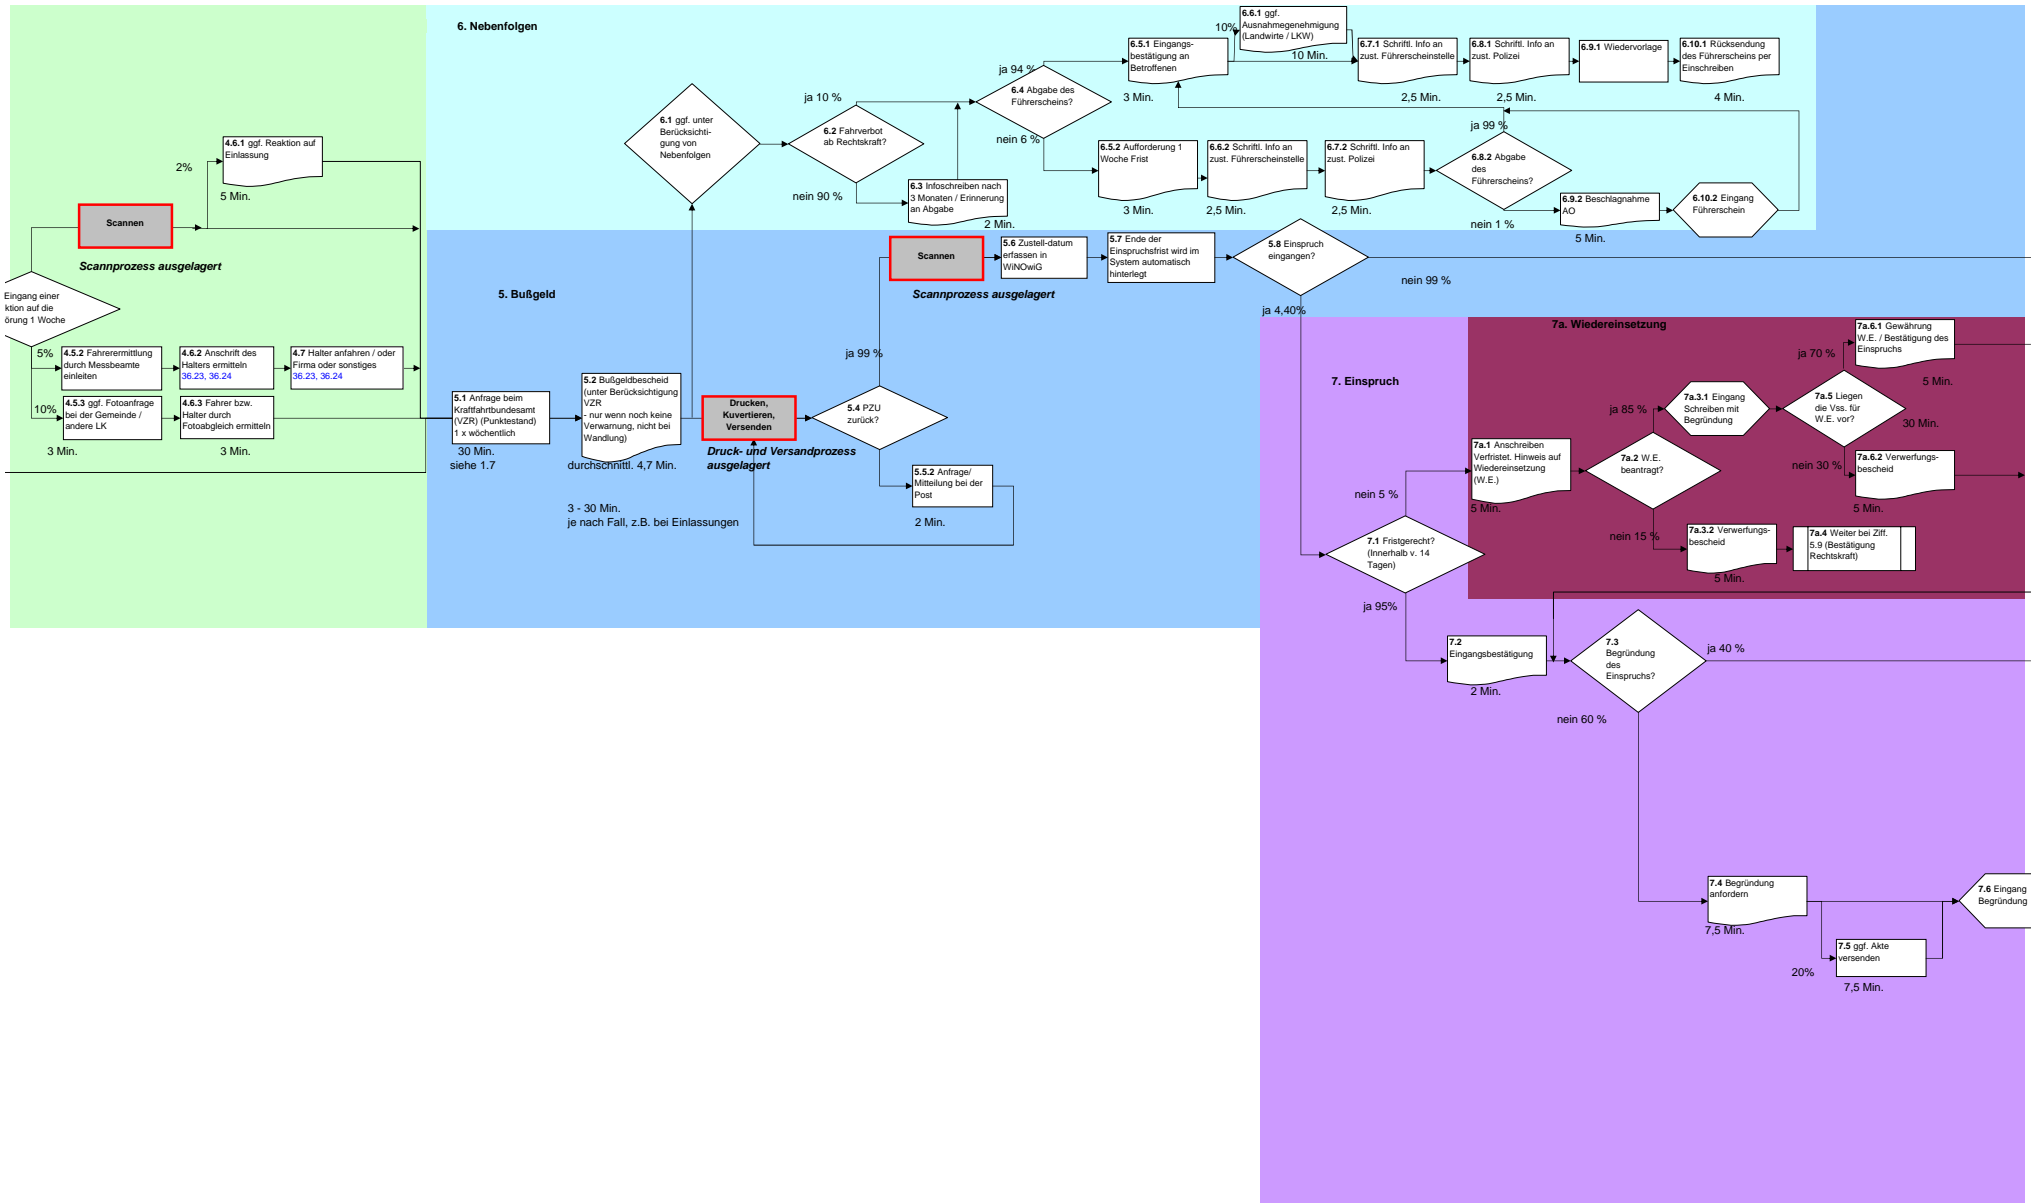 6. Nebenfolgen
6.6.1 ggf.
Ausnahmegenehmigung
(Landwirte / LKW)
10%
10 Min.
6.5.1 Eingangs-
bestätigung an
Betroffenen
3 Min.
6.7.1 Schriftl. Info an
zust. Führerscheinstelle
2,5 Min.
6.8.1 Schriftl. Info an
zust. Polizei
2,5 Min.
6.9.1 Wiedervorlage
6.10.1 Rücksendung
des Führerscheins per
Einschreiben
4 Min.
6.1 ggf. unter
Berücksichti-
gung von
Nebenfolgen
ja 10 %
6.2 Fahrverbot
ab Rechtskraft?
nein 90 %
6.3 Infoschreiben nach
3 Monaten / Erinnerung
an Abgabe
2 Min.
ja 94 %
6.4 Abgabe des
Führerscheins?
nein 6 %
6.5.2 Aufforderung 1
Woche Frist
3 Min.
6.6.2 Schriftl. Info an
zust. Führerscheinstelle
2,5 Min.
6.7.2 Schriftl. Info an
zust. Polizei
2,5 Min.
ja 99 %
6.8.2 Abgabe
des
Führerscheins?
nein 1 %
6.9.2 Beschlagnahme
AO
5 Min.
6.10.2 Eingang
Führerschein
4.6.1 ggf. Reaktion auf
Einlassung
2%
5 Min.
Scannen
Scannprozess ausgelagert
Eingang einer
ktion auf die
örung 1 Woche
5%
4.5.2 Fahrerermittlung
durch Messbeamte
einleiten
4.6.2 Anschrift des
Halters ermitteln
36.23, 36.24
4.7 Halter anfahren / oder
Firma oder sonstiges
36.23, 36.24
10%
4.5.3 ggf. Fotoanfrage
bei der Gemeinde /
andere LK
3 Min.
4.6.3 Fahrer bzw.
Halter durch
Fotoabgleich ermitteln
3 Min.
5. Bußgeld
5.1 Anfrage beim
Kraftfahrtbundesamt
(VZR) (Punktestand)
1 x wöchentlich
30 Min.
siehe 1.7
5.2 Bußgeldbescheid
(unter Berücksichtigung
VZR
- nur wenn noch keine
Verwarnung, nicht bei
Wandlung)
durchschnittl. 4,7 Min.
3 - 30 Min.
je nach Fall, z.B. bei Einlassungen
Drucken,
Kuvertieren,
Versenden
Druck- und Versandprozess
ausgelagert
ja 99 %
5.4 PZU
zurück?
5.5.2 Anfrage/
Mitteilung bei der
Post
2 Min.
Scannen
Scannprozess ausgelagert
5.6 Zustell-datum
erfassen in
WiNOwiG
5.7 Ende der
Einspruchsfrist wird im
System automatisch
hinterlegt
5.8 Einspruch
eingangen?
nein 99 %
ja 4,40%
7. Einspruch
7a. Wiedereinsetzung
7a.6.1 Gewährung
W.E. / Bestätigung des
Einspruchs
5 Min.
ja 70 %
7a.3.1 Eingang
Schreiben mit
Begründung
7a.5 Liegen
die Vss. für
W.E. vor?
30 Min.
ja 85 %
7a.1 Anschreiben
Verfristet. Hinweis auf
Wiedereinsetzung
(W.E.)
5 Min.
7a.2 W.E.
beantragt?
nein 30 %
7a.6.2 Verwerfungs-
bescheid
5 Min.
nein 15 %
7a.3.2 Verwerfungs-
bescheid
5 Min.
7a.4 Weiter bei Ziff.
5.9 (Bestätigung
Rechtskraft)
nein 5 %
7.1 Fristgerecht?
(Innerhalb v. 14
Tagen)
ja 95%
7.2
Eingangsbestätigung
2 Min.
7.3
Begründung
des
Einspruchs?
ja 40 %
nein 60 %
7.4 Begründung
anfordern
7,5 Min.
7.5 ggf. Akte
versenden
20%
7,5 Min.
7.6 Eingang
Begründung